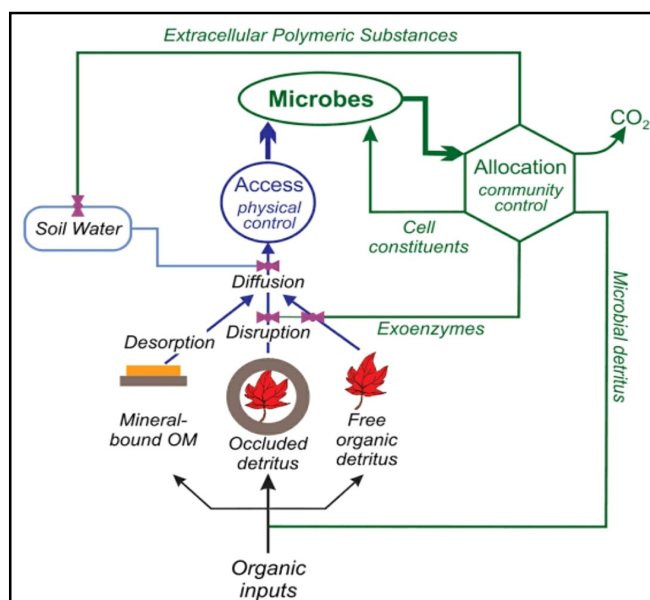 Extracellular Polymeric Substances
Microbes
CO2
Allocation
community
control
Access
physical
control
Soil Water
Cell
constituents
Diffusion
Microbial detritus
Disruption
Exoenzymes
Desorption
Mineral-
bound OM
Occluded
detritus
Free
organic
detritus
Organic
inputs